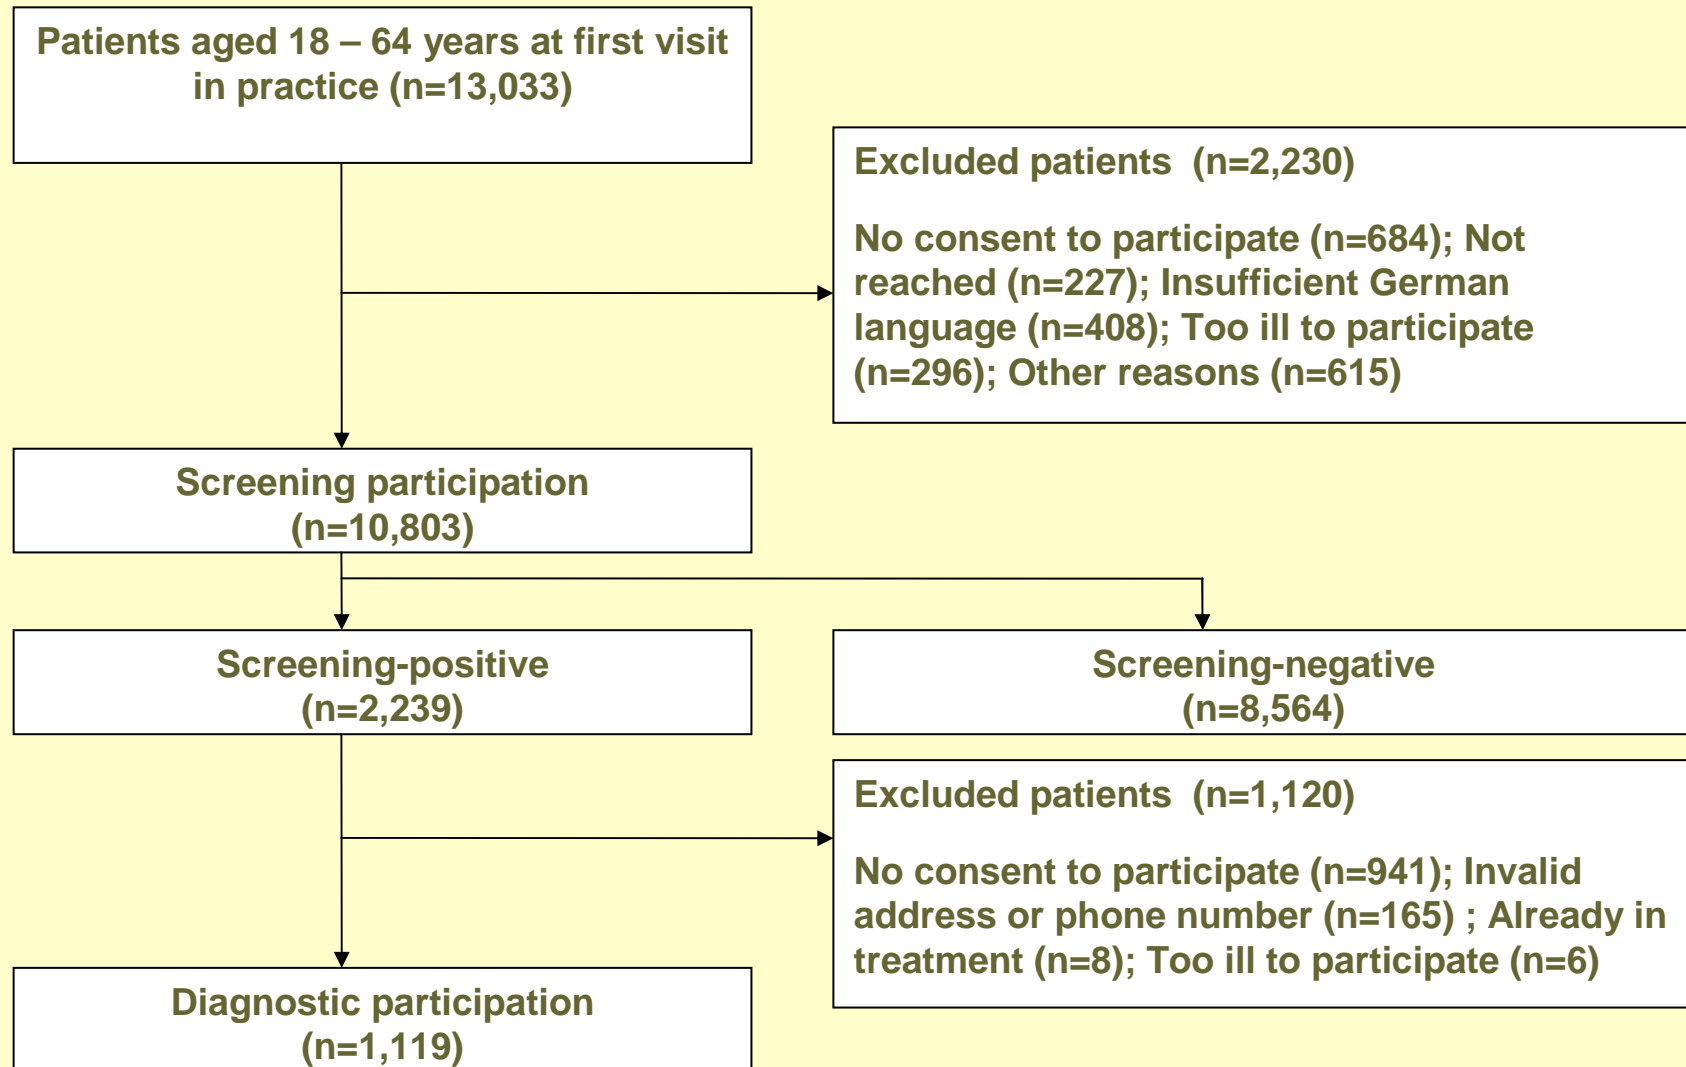 Patients aged 18 – 64 years at first visit
in practice (n=13,033)
Excluded patients (n=2,230)
No consent to participate (n=684); Not
reached (n=227); Insufficient German
language (n=408); Too ill to participate
(n=296); Other reasons (n=615)
Screening participation
(n=10,803)
Screening-positive
(n=2,239)
Screening-negative
(n=8,564)
Excluded patients (n=1,120)
No consent to participate (n=941); Invalid
address or phone number (n=165) ; Already in
treatment (n=8); Too ill to participate (n=6)
Diagnostic participation
(n=1,119)